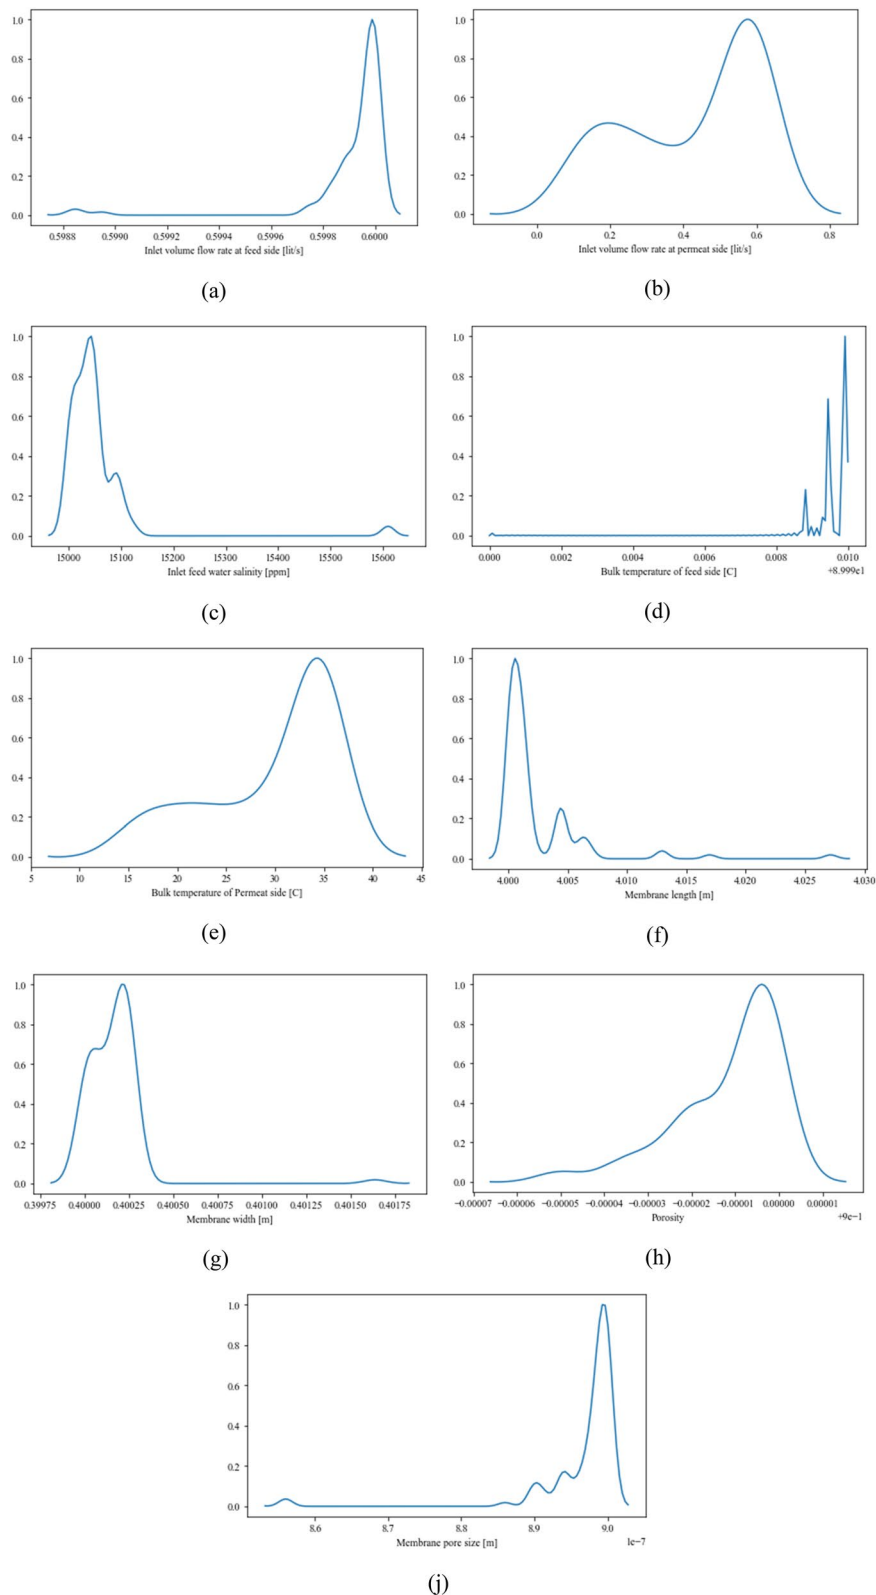 1.0
0.8
0.6
0.4
0.2
0.0
0.5988 0.5990 0.5992 0.5994 0.5996 0.5998 0.6000
Inlet volume flow rate at feed side [lit/s]
(a)
1.0
0.8
0.6
0.4
0.2
0.0
0.0 0.2 0.4 0.6 0.8
Inlet volume flow rate at permeat side [lit/s]
(b)
1.0
0.8
0.6
0.4
0.2
0.0
15000 15100 15200 15300 15400 15500 15600
Inlet feed water salinity [ppm]
(c)
1.0
0.8
0.6
0.4
0.2
0.0
0.000 0.002 0.004 0.006 0.008 0.010
+8.999e1
Bulk temperature of feed side [C]
(d)
1.0
0.8
0.6
0.4
0.2
0.0
5 10 15 20 25 30 35 40 45
Bulk temperature of Permeat side [C]
(e)
1.0
0.8
0.6
0.4
0.2
0.0
4.000 4.005 4.010 4.015 4.020 4.025 4.030
Membrane length [m]
(f)
1.0
0.8
0.6
0.4
0.2
0.0
0.39975 0.40000 0.40025 0.40050 0.40075 0.40100 0.40125 0.40150 0.40175
Membrane width [m]
(g)
1.0
0.8
0.6
0.4
0.2
0.0
−0.00007 −0.00006 −0.00005 −0.00004 −0.00003 −0.00002 −0.00001 0.00000 0.00001
Porosity
+9e−1
(h)
1.0
0.8
0.6
0.4
0.2
0.0
8.6 8.7 8.8 8.9 9.0
Membrane pore size [m]
1e−7
(j)